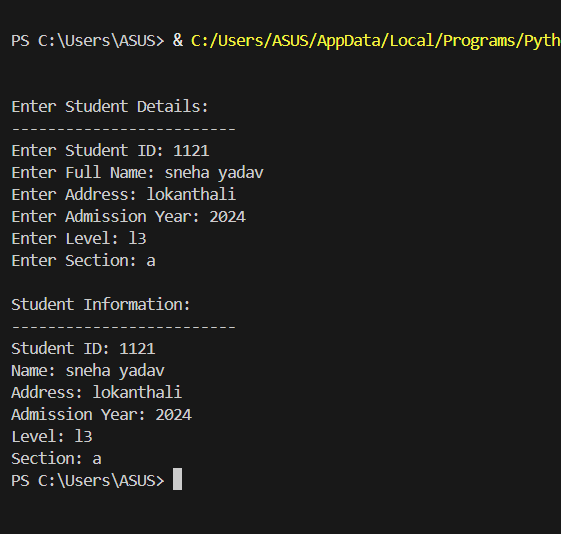 PS C:\Users\ASUS> & C:/Users/ASUS/AppData/Local/Programs/Pyth
Enter Student Details:
-------------------------
Enter Student ID: 1121
Enter Full Name: sneha yadav
Enter Address: lokanthali
Enter Admission Year: 2024
Enter Level: l3
Enter Section: a
Student Information:
-------------------------
Student ID: 1121
Name: sneha yadav
Address: lokanthali
Admission Year: 2024
Level: l3
Section: a
PS C:\Users\ASUS>